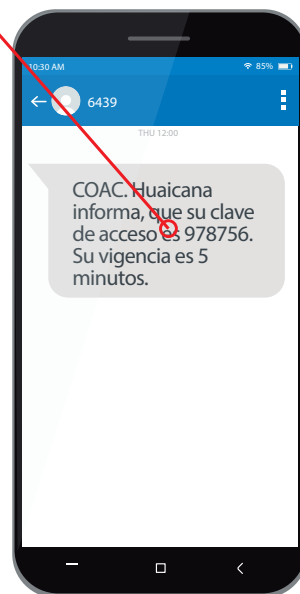 10:30 AM
85%
6439
THU 12:00
COAC. Huaicana
informa, que su clave
de acceso es 978756.
Su vigencia es 5
minutos.